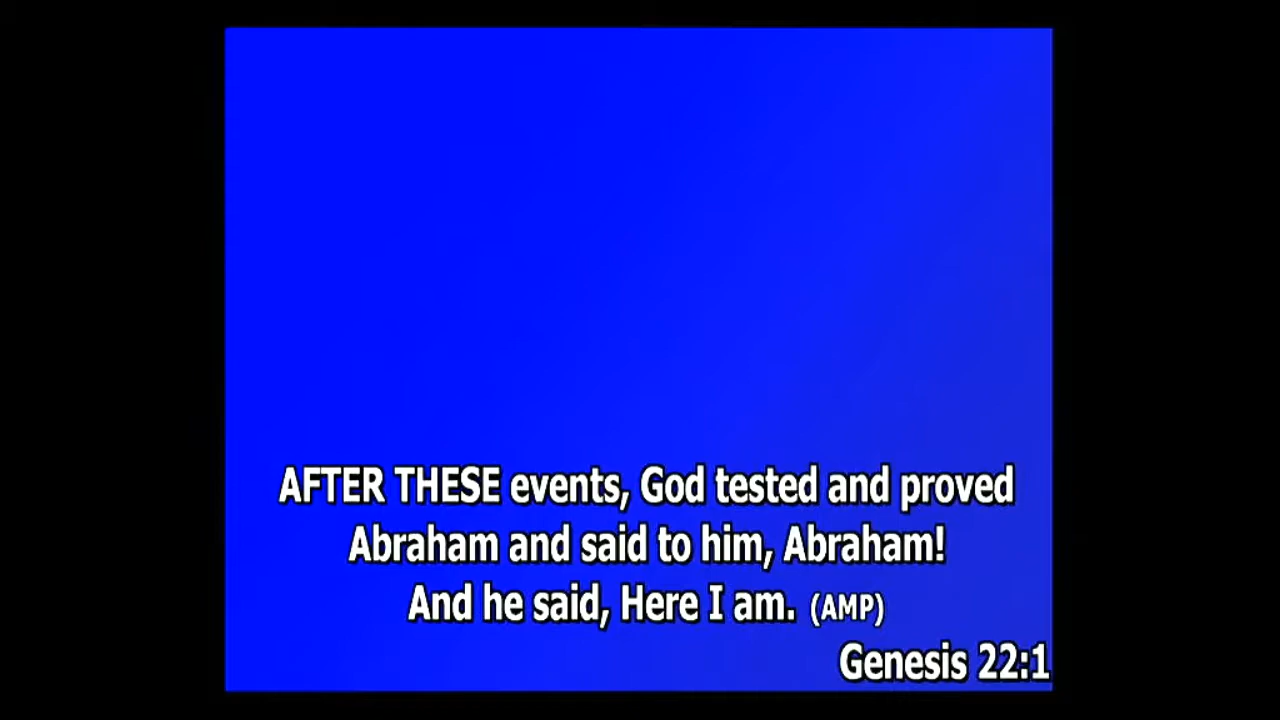 AFTER THESE events, God tested and proved
Abraham and said to him, Abraham!
And he said, Here I am. (AMP)
Genesis 22:1